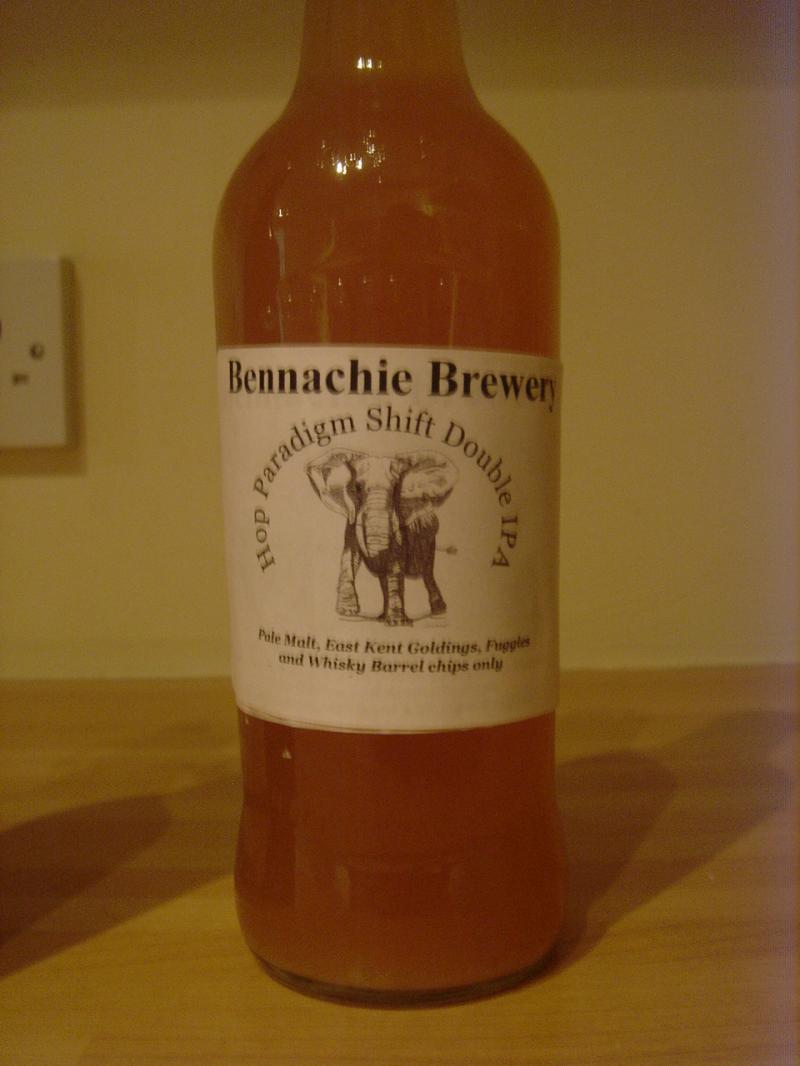 Bennachie Brewery
Hop Paradigm Shift Double IPA
Pale Malt, East Kent Goldings, Fuggles
and Whisky Barrel chips only